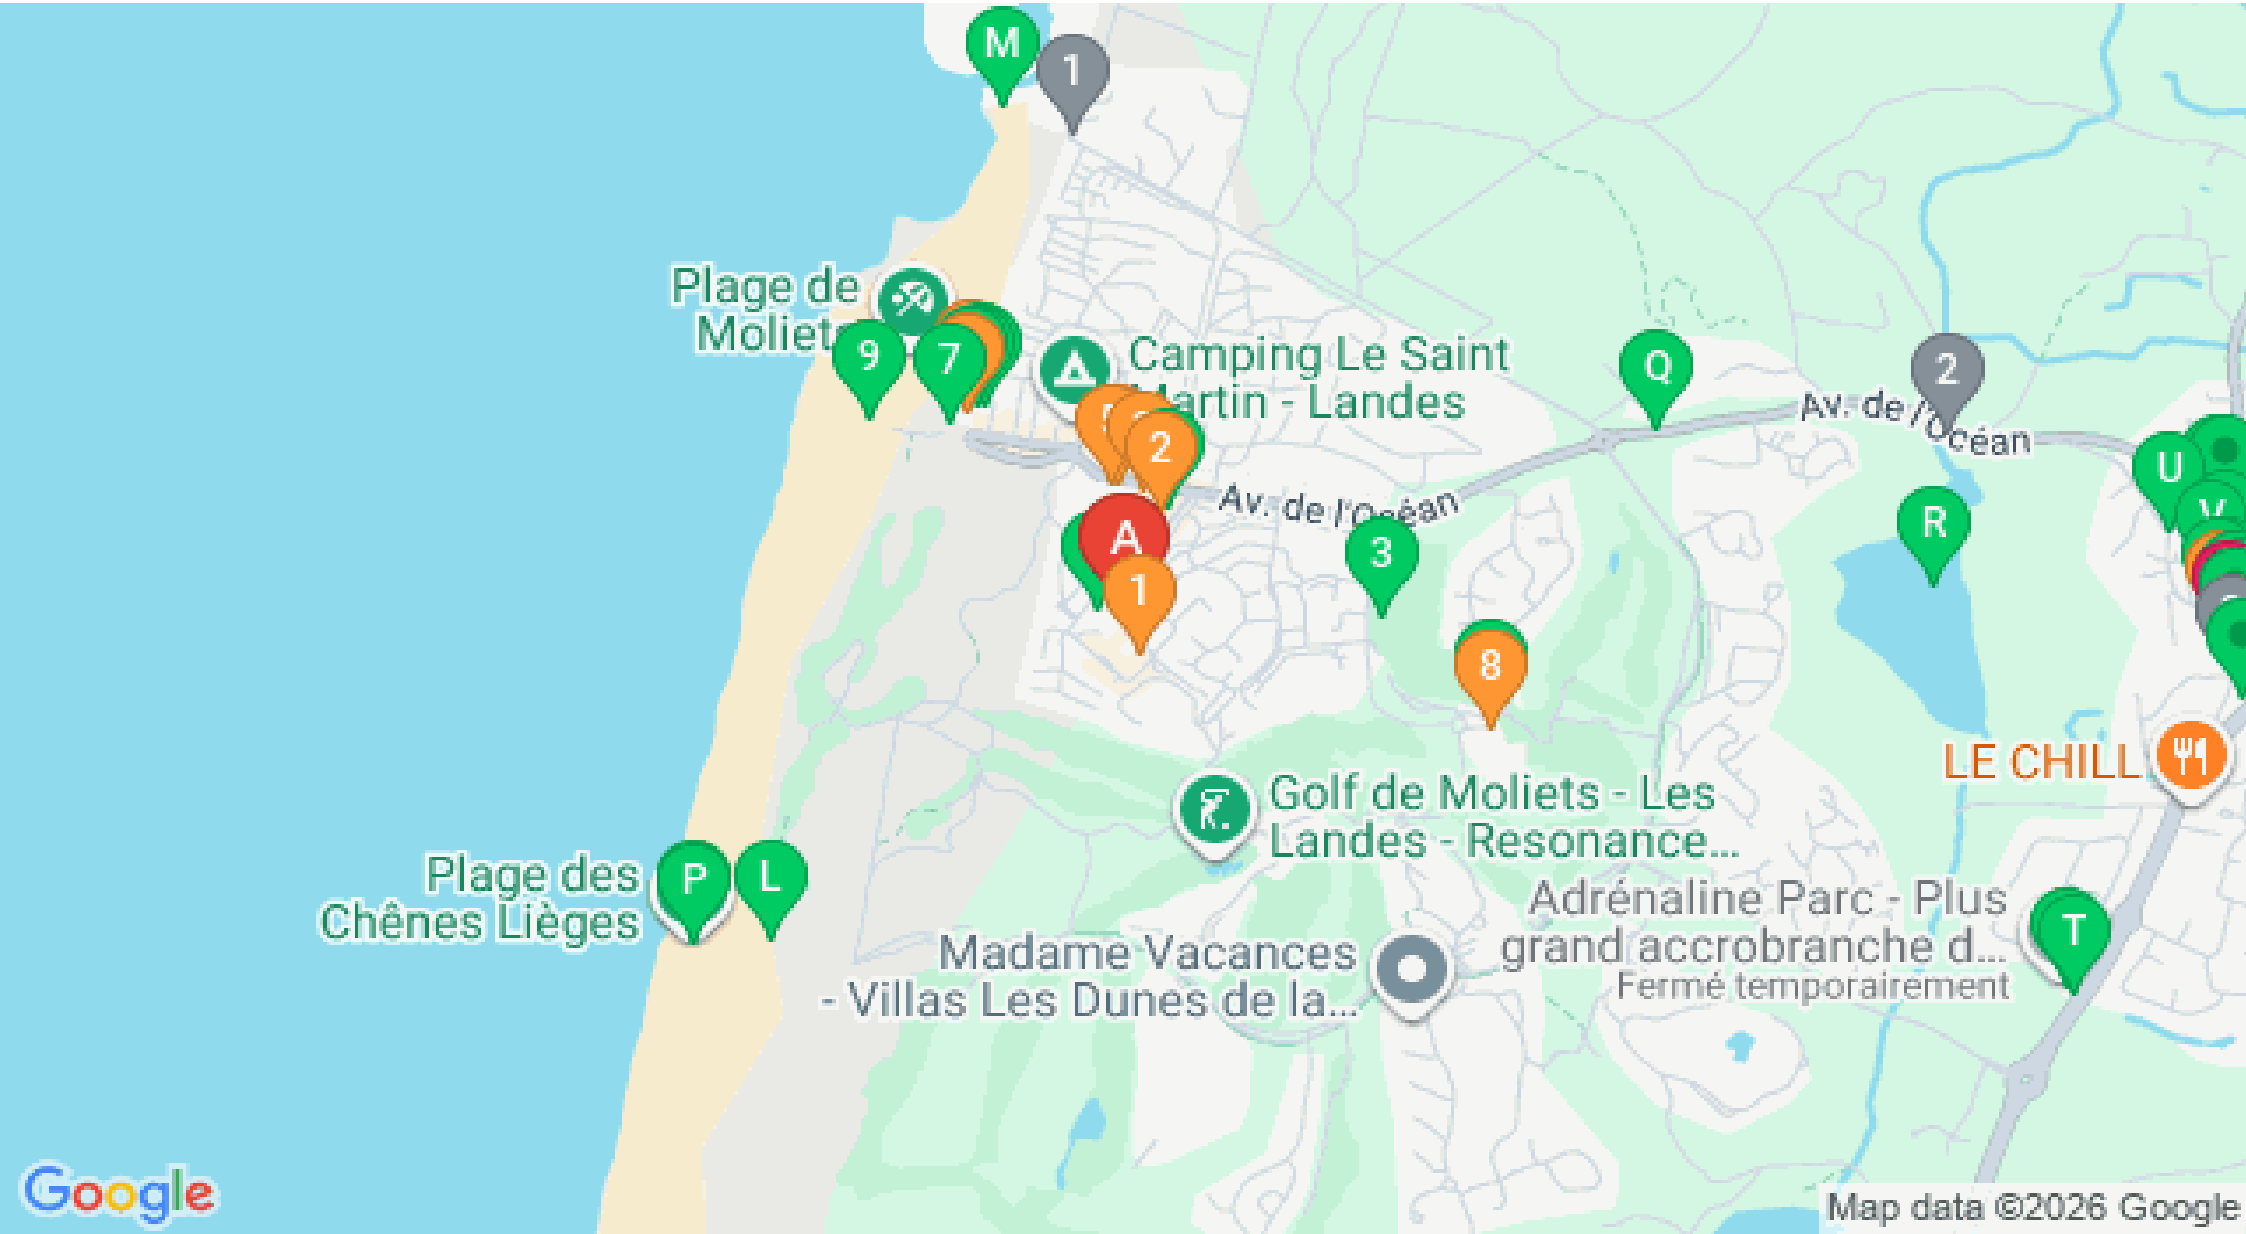 M
1
Plage de
Moliets
9
7
Camping Le Saint
Martin - Landes
Q
2
Av. de l'Océan
2
U
V
Av. de l'Océan
A
3
R
1
8
LE CHILL
Golf de Moliets - Les
Landes - Resonance...
Plage des
Chênes Lièges
P
L
Adrénaline Parc - Plus
grand accrobranche d...
Fermé temporairement
T
Madame Vacances
- Villas Les Dunes de la...
Google
Map data ©2026 Google